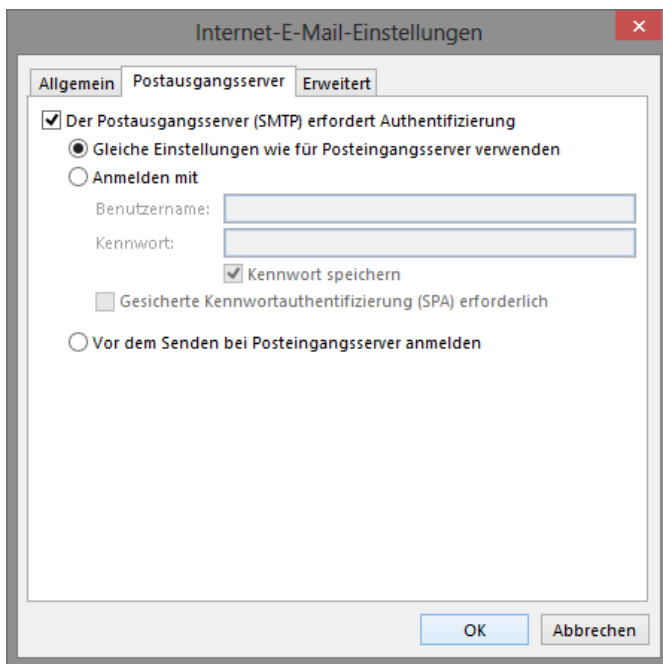 Internet-E-Mail-Einstellungen
Allgemein Postausgangsserver Erweitert
Der Postausgangsserver (SMTP) erfordert Authentifizierung
Gleiche Einstellungen wie für Posteingangsserver verwenden
Anmelden mit
Benutzername:
Kennwort:
Kennwort speichern
Gesicherte Kennwortauthentifizierung (SPA) erforderlich
Vor dem Senden bei Posteingangsserver anmelden
OK Abbrechen